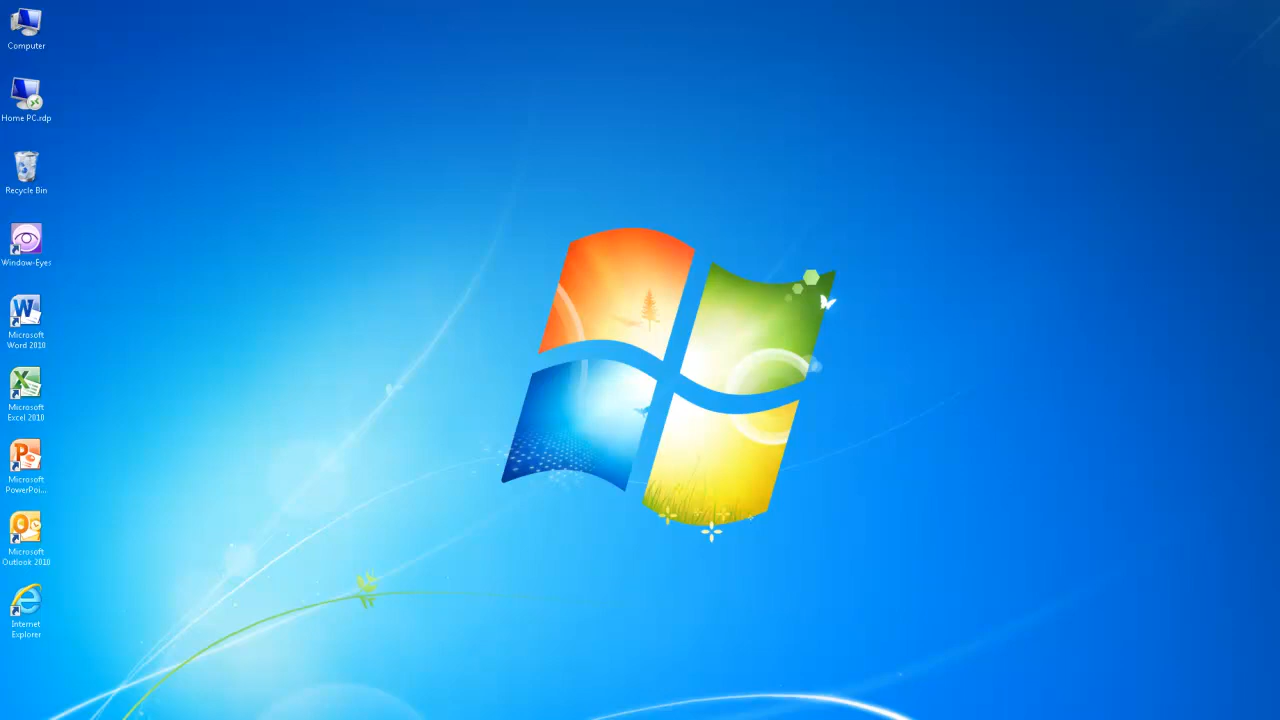 Computer
Home PC.rdp
Recycle Bin
Window-Eyes
Microsoft
Word 2010
Microsoft
Excel 2010
Microsoft
PowerPoi...
Microsoft
Outlook 2010
Internet
Explorer